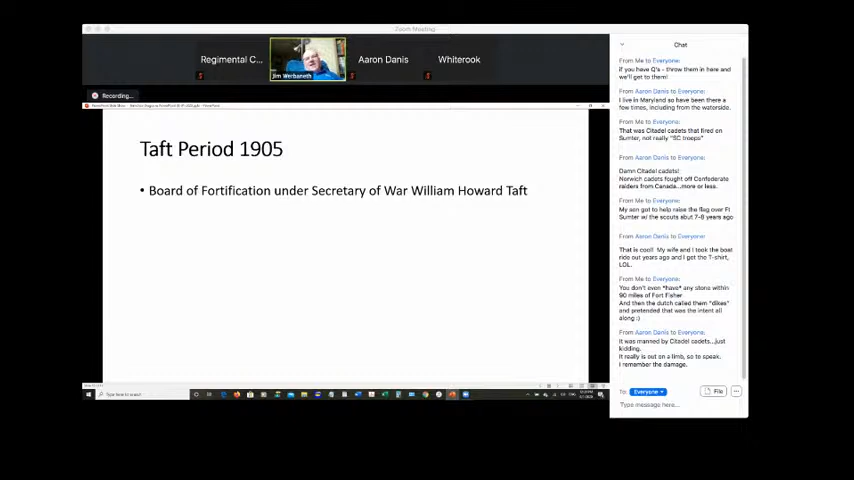 Zoom Meeting
Regimental C...
Jim Werbaneth
Aaron Danis
Whiterook
Recording...
Taft Period 1905
• Board of Fortification under Secretary of War William Howard Taft
Type here to search
Chat
From Me to Everyone:
if you have Q's - throw them in here and
we'll get to them!
From Aaron Danis to Everyone:
I live in Maryland so have been there a
few times, including from the waterside.
From Me to Everyone:
That was Citadel cadets that fired on
Sumter, not really "SC troops"
From Aaron Danis to Everyone:
Damn Citadel cadets!
Norwich cadets fought off Confederate
raiders from Canada...more or less.
From Me to Everyone:
My son got to help raise the flag over Ft
Sumter w/ the scouts abut 7-8 years ago
From Aaron Danis to Everyone:
That is cool! My wife and I took the boat
ride out years ago and I get the T-shirt,
LOL.
From Me to Everyone:
You don't even *have* any stone within
90 miles of Fort Fisher
And then the dutch called them "dikes"
and pretended that was the intent all
along :)
From Aaron Danis to Everyone:
It was manned by Citadel cadets...just
kidding.
It really is out on a limb, so to speak.
I remember the damage.
To: Everyone
File
Type message here...